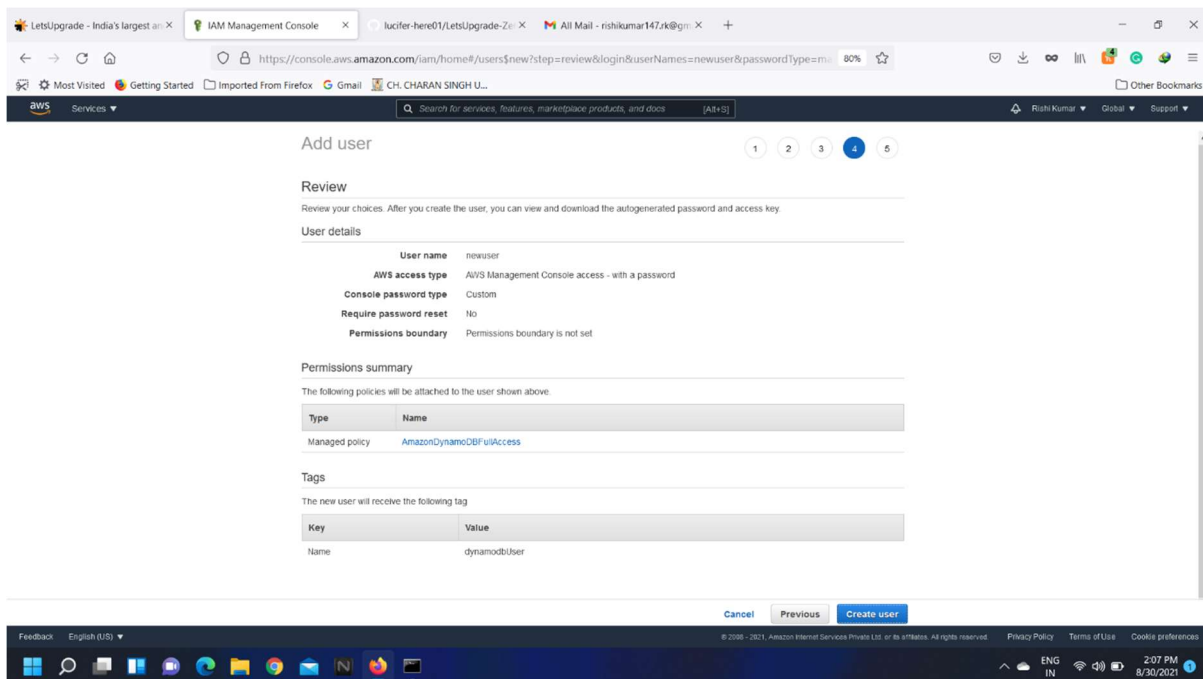 LetsUpgrade - India's largest an
IAM Management Console
lucifer-here01/LetsUpgrade-Ze
All Mail - rishikumar147.rk@gm
https://console.aws.amazon.com/iam/home#/users$new?step=review&login&userNames=newuser&passwordType=ma
80%
4
Most Visited
Getting Started
Imported From Firefox
Gmail
CH. CHARAN SINGH U...
Other Bookmarks
aws
Services
Search for services, features, marketplace products, and docs
[Alt+S]
Rishi Kumar
Global
Support
Add user
1 2 3 4 5
Review
Review your choices. After you create the user, you can view and download the autogenerated password and access key.
User details
User name newuser
AWS access type AWS Management Console access - with a password
Console password type Custom
Require password reset No
Permissions boundary Permissions boundary is not set
Permissions summary
The following policies will be attached to the user shown above.
Type Name
Managed policy AmazonDynamoDBFullAccess
Tags
The new user will receive the following tag
Key Value
Name dynamodbUser
Cancel Previous Create user
Feedback English (US)
© 2008 - 2021, Amazon Internet Services Private Ltd. or its affiliates. All rights reserved. Privacy Policy Terms of Use Cookie preferences
ENG
IN
2:07 PM
8/30/2021
1